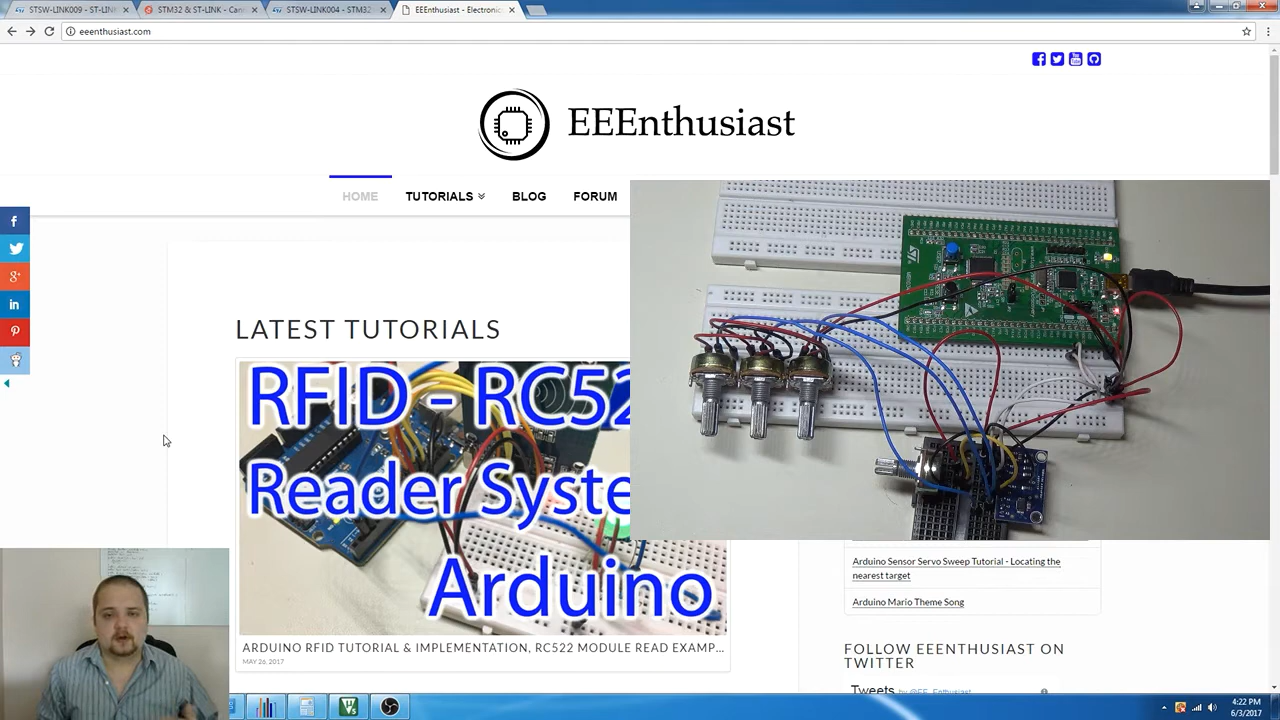 STSW-LINK009 - ST-LIN
STM32 & ST-LINK - Can
STSW-LINK004 - STM32
EEEnthusiast - Electronic
eeenthusiast.com
EEEnthusiast
HOME
TUTORIALS
BLOG
FORUM
LATEST TUTORIALS
RFID - RC52
Reader Syste
Arduino
ARDUINO RFID TUTORIAL & IMPLEMENTATION, RC522 MODULE READ EXAMP...
MAY 26, 2017
Arduino Sensor Servo Sweep Tutorial - Locating the
nearest target
Arduino Mario Theme Song
FOLLOW EEENTHUSIAST ON
TWITTER
Tweets by @EE_Enthusiast
4:22 PM
6/3/2017